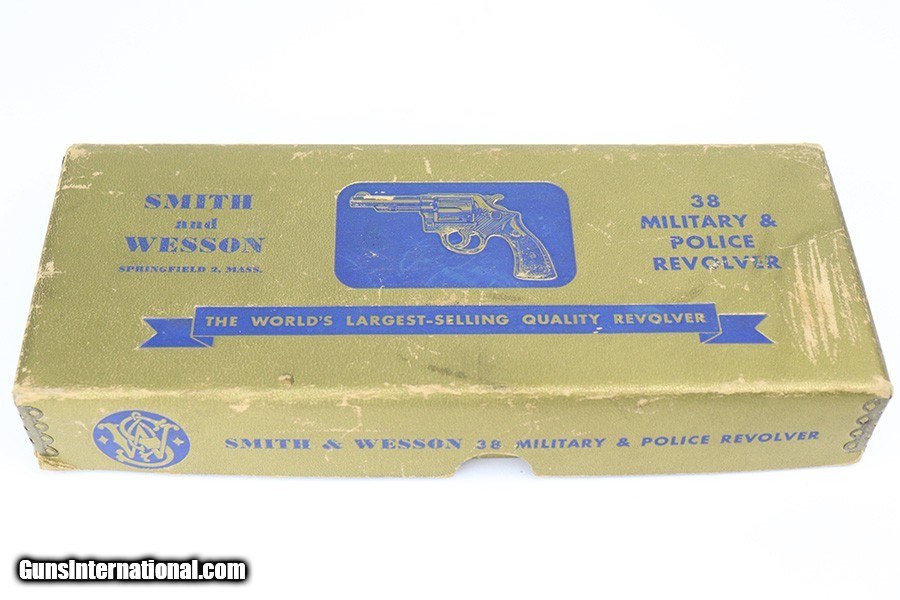 SMITH
and
WESSON
SPRINGFIELD 2, MASS.
38
MILITARY &
POLICE
REVOLVER
THE WORLD'S LARGEST-SELLING QUALITY REVOLVER
SMITH & WESSON 38 MILITARY & POLICE REVOLVER
GunsInternational.com